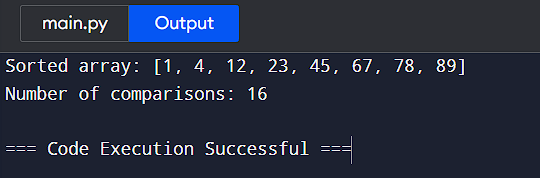 main.py Output
Sorted array: [1, 4, 12, 23, 45, 67, 78, 89]
Number of comparisons: 16
=== Code Execution Successful ===